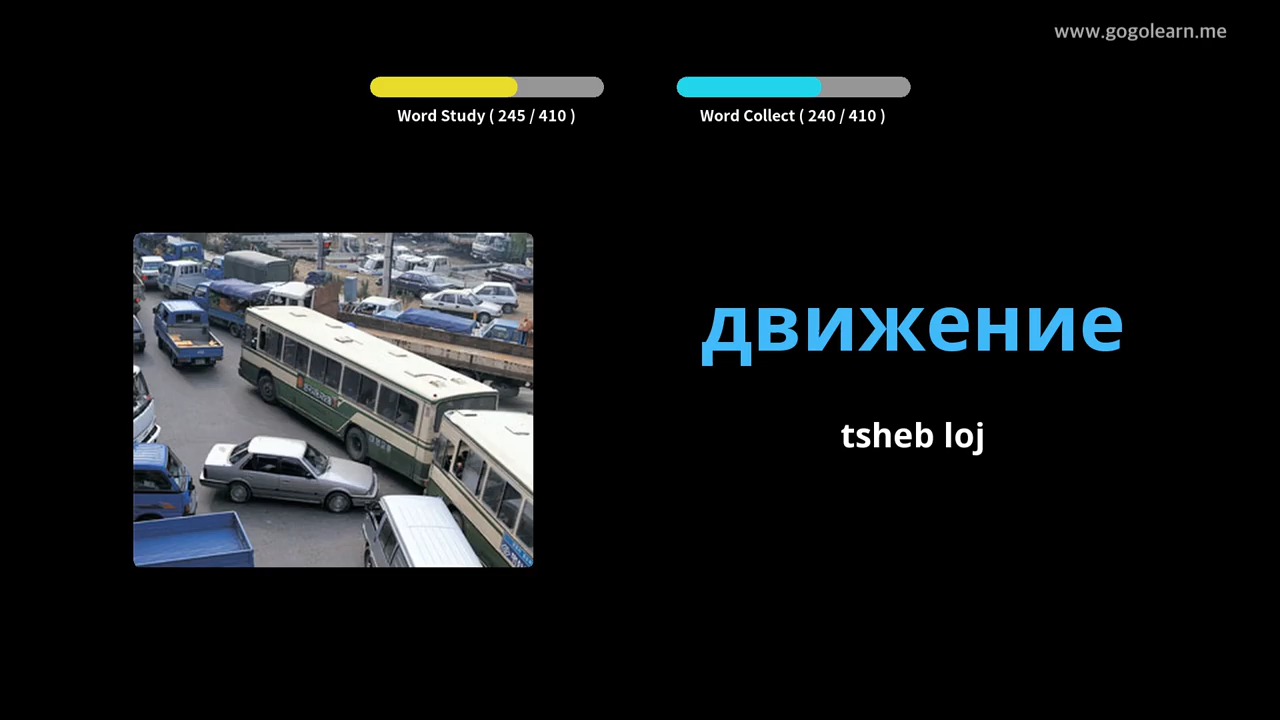 www.gogolearn.me
Word Study ( 245 / 410 )
Word Collect ( 240 / 410 )
движение
tsheb loj